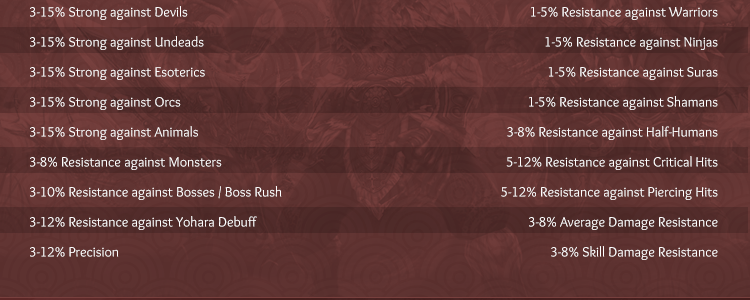 3-15% Strong against Devils
1-5% Resistance against Warriors
3-15% Strong against Undeads
1-5% Resistance against Ninjas
3-15% Strong against Esoterics
1-5% Resistance against Suras
3-15% Strong against Orcs
1-5% Resistance against Shamans
3-15% Strong against Animals
3-8% Resistance against Half-Humans
3-8% Resistance against Monsters
5-12% Resistance against Critical Hits
3-10% Resistance against Bosses / Boss Rush
5-12% Resistance against Piercing Hits
3-12% Resistance against Yohara Debuff
3-8% Average Damage Resistance
3-12% Precision
3-8% Skill Damage Resistance